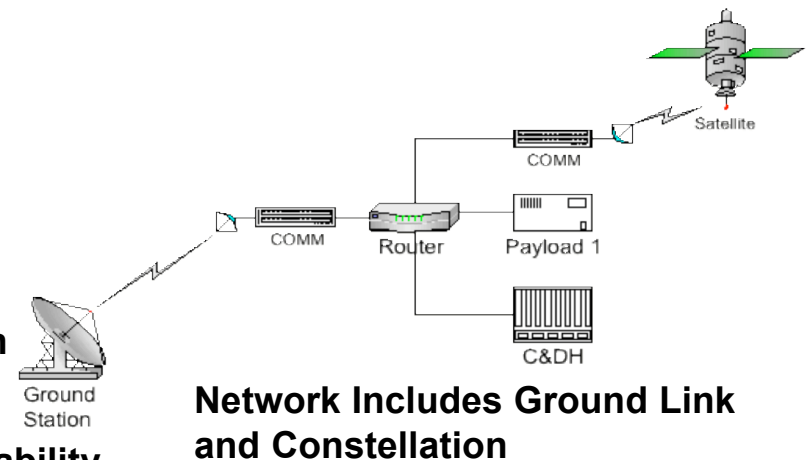 Satellite
COMM
COMM
Router
Payload 1
C&DH
Ground
Station
Network Includes Ground Link
and Constellation